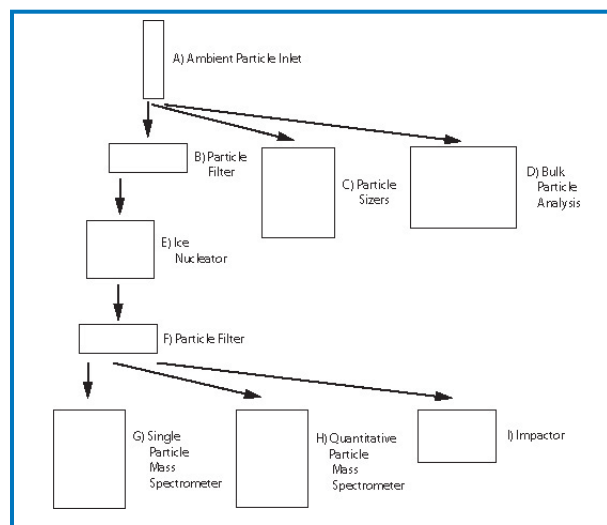 A) Ambient Particle Inlet
B) Particle
Filter
C) Particle
Sizers
D) Bulk
Particle
Analysis
E) Ice
Nucleator
F) Particle Filter
G) Single
Particle
Mass
Spectrometer
H) Quantitative
Particle
Mass
Spectrometer
I) Impactor